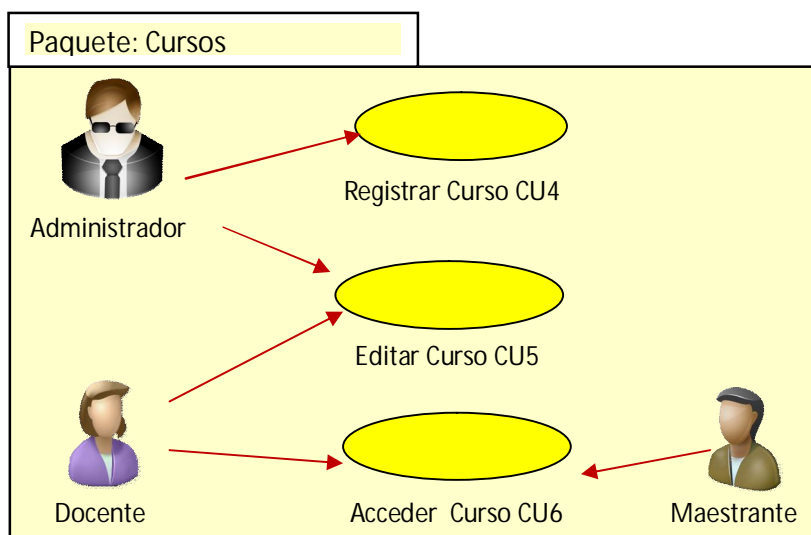 Paquete: Cursos
Registrar Curso CU4
Administrador
Editar Curso CU5
Docente
Acceder Curso CU6
Maestrante